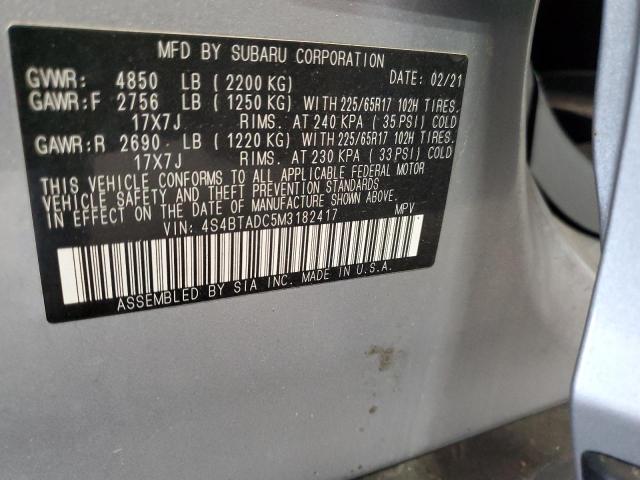 MFD BY SUBARU CORPORATION
GVWR: 4850 LB ( 2200 KG) DATE: 02/21
GAWR:F 2756 LB ( 1250 KG) WITH 225/65R17 102H TIRES.
17X7J RIMS. AT 240 KPA ( 35 PSI) COLD
GAWR:R 2690 LB ( 1220 KG) WITH 225/65R17 102H TIRES.
17X7J RIMS. AT 230 KPA ( 33 PSI) COLD
THIS VEHICLE CONFORMS TO ALL APPLICABLE FEDERAL MOTOR
VEHICLE SAFETY AND THEFT PREVENTION STANDARDS
IN EFFECT ON THE DATE OF MANUFACTURE SHOWN ABOVE.
VIN: 4S4BTADC5M3182417 MPV
ASSEMBLED BY SIA INC. MADE IN U.S.A.